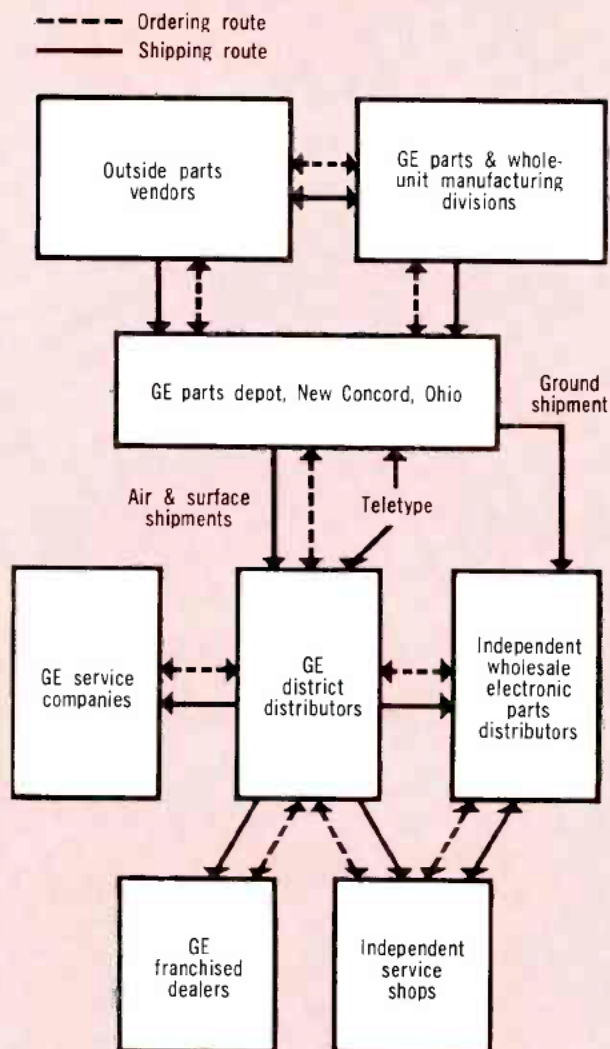 Ordering route
Shipping route
Outside parts
vendors
GE parts & whole-
unit manufacturing
divisions
GE parts depot, New Concord, Ohio
Ground
shipment
Air & surface
shipments
Teletype
GE service
companies
GE
district
distributors
Independent
wholesale
electronic
parts
distributors
GE
franchised
dealers
Independent
service
shops